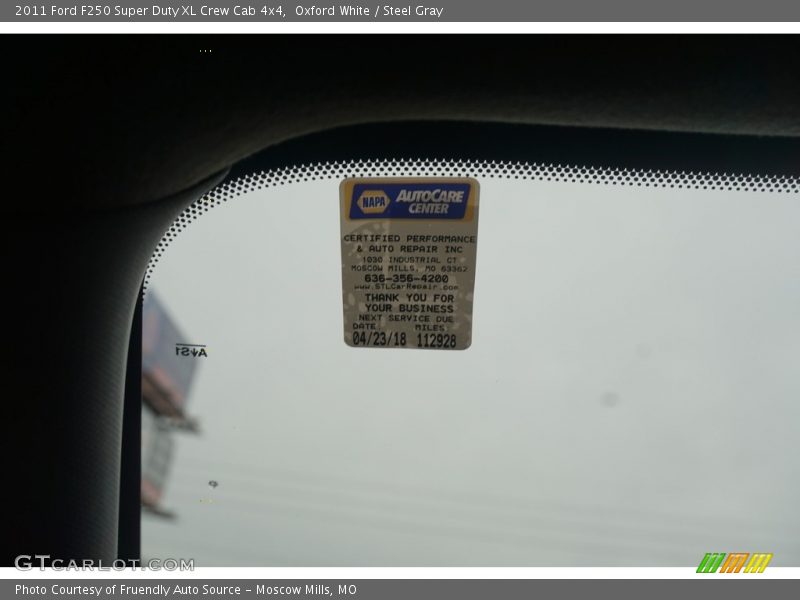 2011 Ford F250 Super Duty XL Crew Cab 4x4, Oxford White / Steel Gray
NAPA AUTOCARE CENTER
CERTIFIED PERFORMANCE
& AUTO REPAIR INC
1030 INDUSTRIAL CT
MOSCOW MILLS, MO 63362
636-356-4200
www.STLCarRepair.com
THANK YOU FOR
YOUR BUSINESS
NEXT SERVICE DUE
DATE MILES
04/23/18 112928
AS1
GTCARLOT.COM
Photo Courtesy of Fruendly Auto Source - Moscow Mills, MO